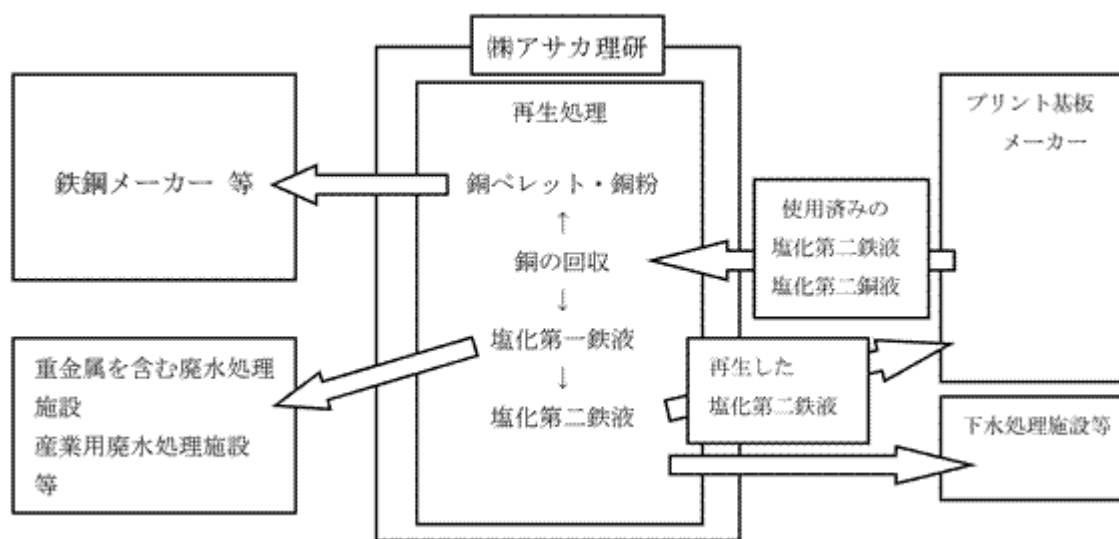 ㈱アサカ理研
再生処理
銅ペレット・銅粉
↑
銅の回収
↓
塩化第一鉄液
↓
塩化第二鉄液
鉄鋼メーカー 等
重金属を含む廃水処理
施設
産業用廃水処理施設
等
プリント基板
メーカー
使用済みの
塩化第二鉄液
塩化第二銅液
再生した
塩化第二鉄液
下水処理施設等